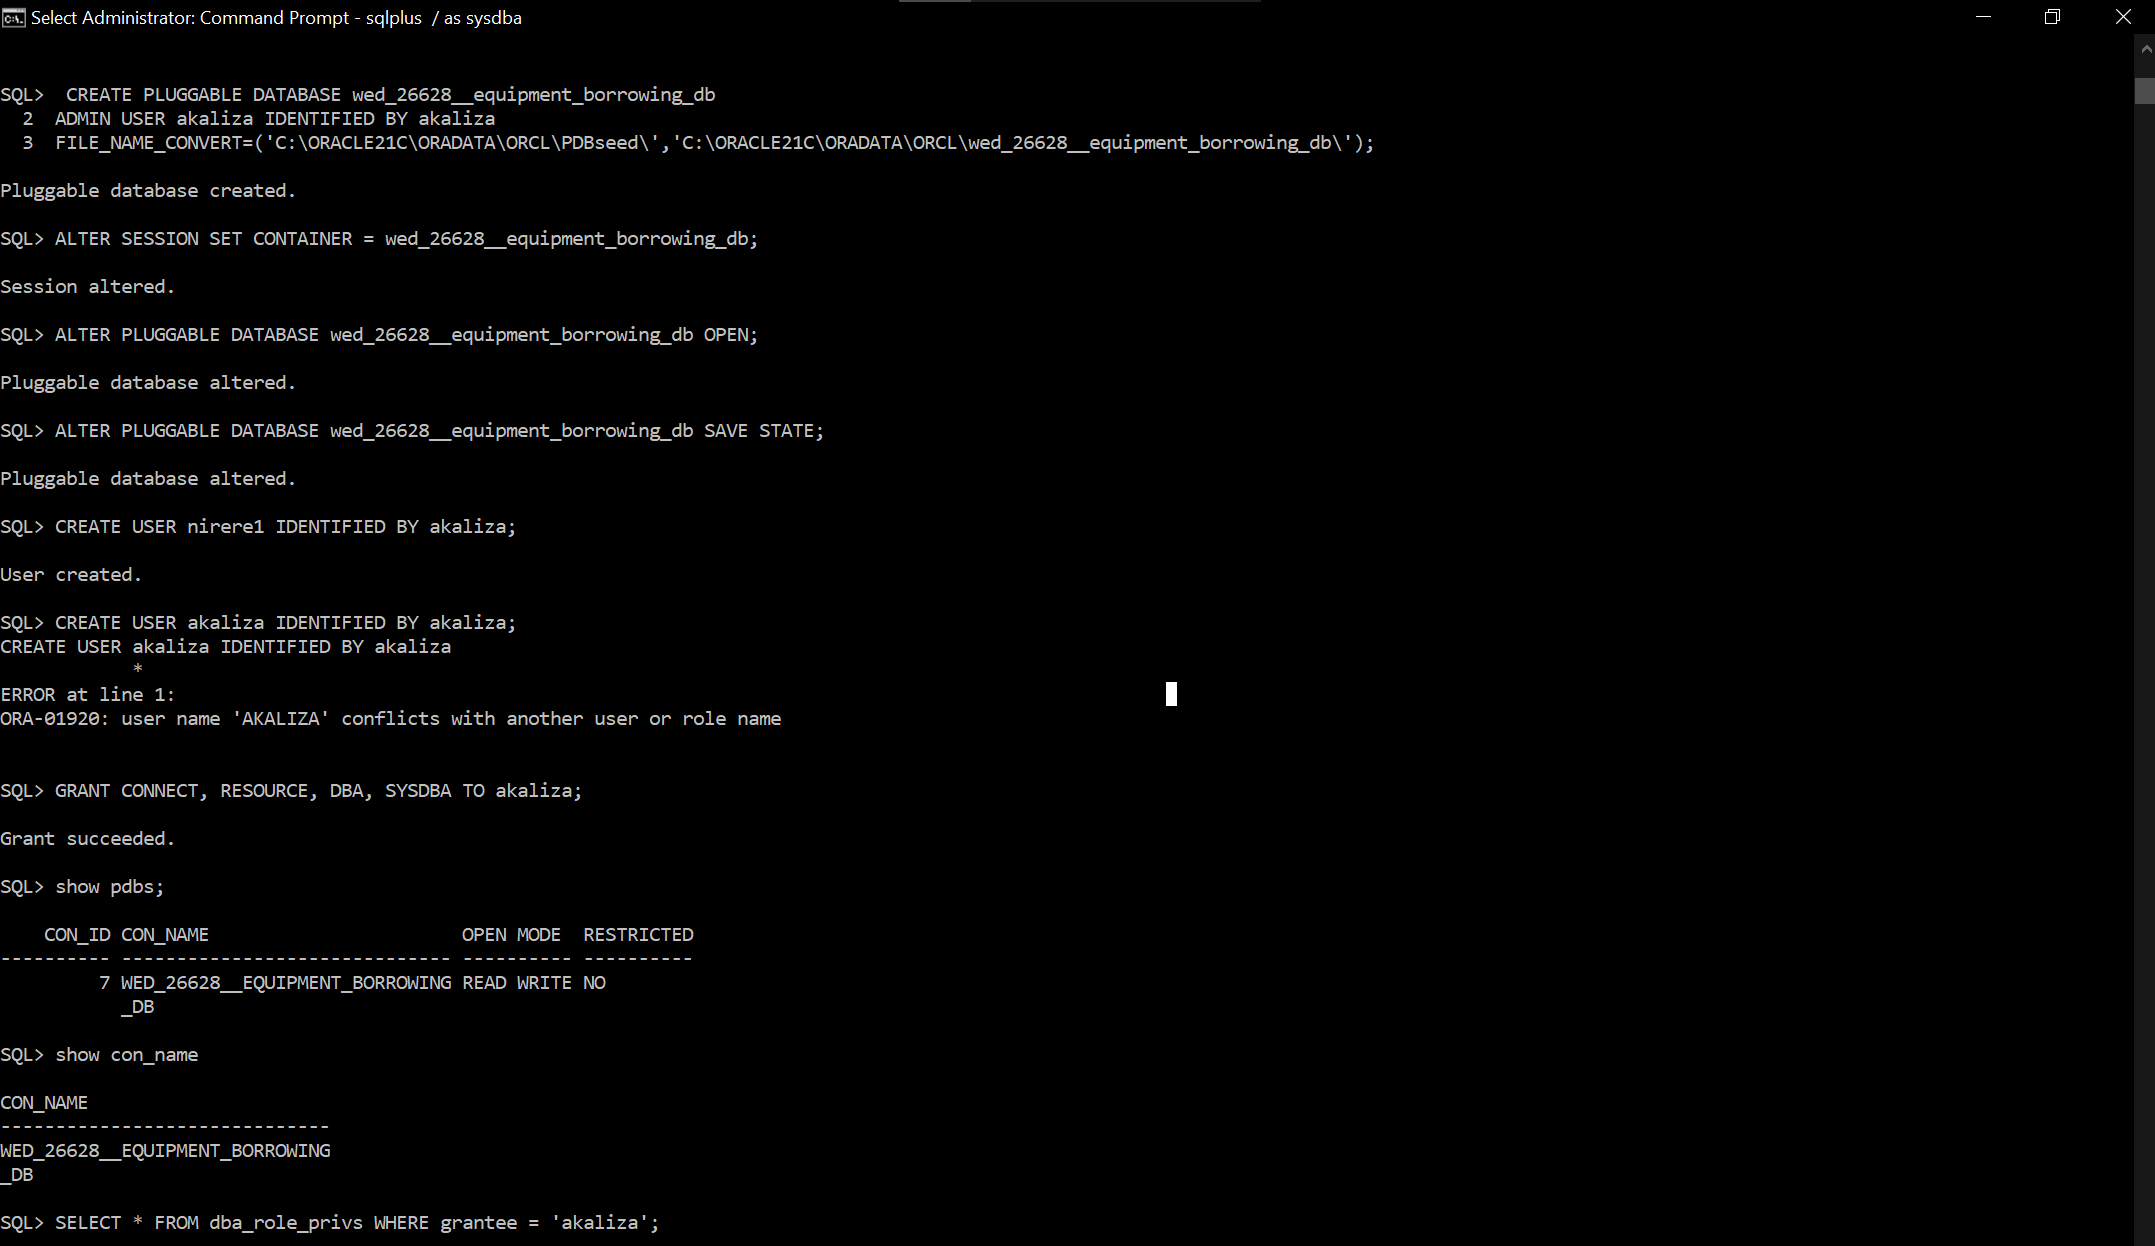 Select Administrator: Command Prompt - sqlplus  / as sysdba
SQL>  CREATE PLUGGABLE DATABASE wed_26628__equipment_borrowing_db
  2  ADMIN USER akaliza IDENTIFIED BY akaliza
  3  FILE_NAME_CONVERT=('C:\ORACLE21C\ORADATA\ORCL\PDBseed\','C:\ORACLE21C\ORADATA\ORCL\wed_26628__equipment_borrowing_db\');
Pluggable database created.
SQL> ALTER SESSION SET CONTAINER = wed_26628__equipment_borrowing_db;
Session altered.
SQL> ALTER PLUGGABLE DATABASE wed_26628__equipment_borrowing_db OPEN;
Pluggable database altered.
SQL> ALTER PLUGGABLE DATABASE wed_26628__equipment_borrowing_db SAVE STATE;
Pluggable database altered.
SQL> CREATE USER nirere1 IDENTIFIED BY akaliza;
User created.
SQL> CREATE USER akaliza IDENTIFIED BY akaliza;
CREATE USER akaliza IDENTIFIED BY akaliza
            *
ERROR at line 1:
ORA-01920: user name 'AKALIZA' conflicts with another user or role name
SQL> GRANT CONNECT, RESOURCE, DBA, SYSDBA TO akaliza;
Grant succeeded.
SQL> show pdbs;
    CON_ID CON_NAME                       OPEN MODE  RESTRICTED
---------- ------------------------------ ---------- ----------
         7 WED_26628__EQUIPMENT_BORROWING READ WRITE NO
           _DB
SQL> show con_name
CON_NAME
------------------------------
WED_26628__EQUIPMENT_BORROWING
_DB
SQL> SELECT * FROM dba_role_privs WHERE grantee = 'akaliza';